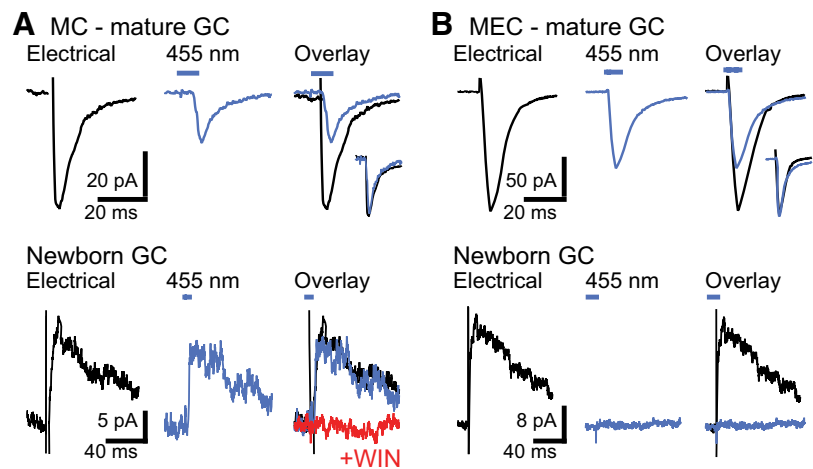 A MC - mature GC
Electrical 455 nm Overlay
20 pA
20 ms
Newborn GC
Electrical 455 nm Overlay
5 pA
40 ms
+WIN
B MEC - mature GC
Electrical 455 nm Overlay
50 pA
20 ms
Newborn GC
Electrical 455 nm Overlay
8 pA
40 ms